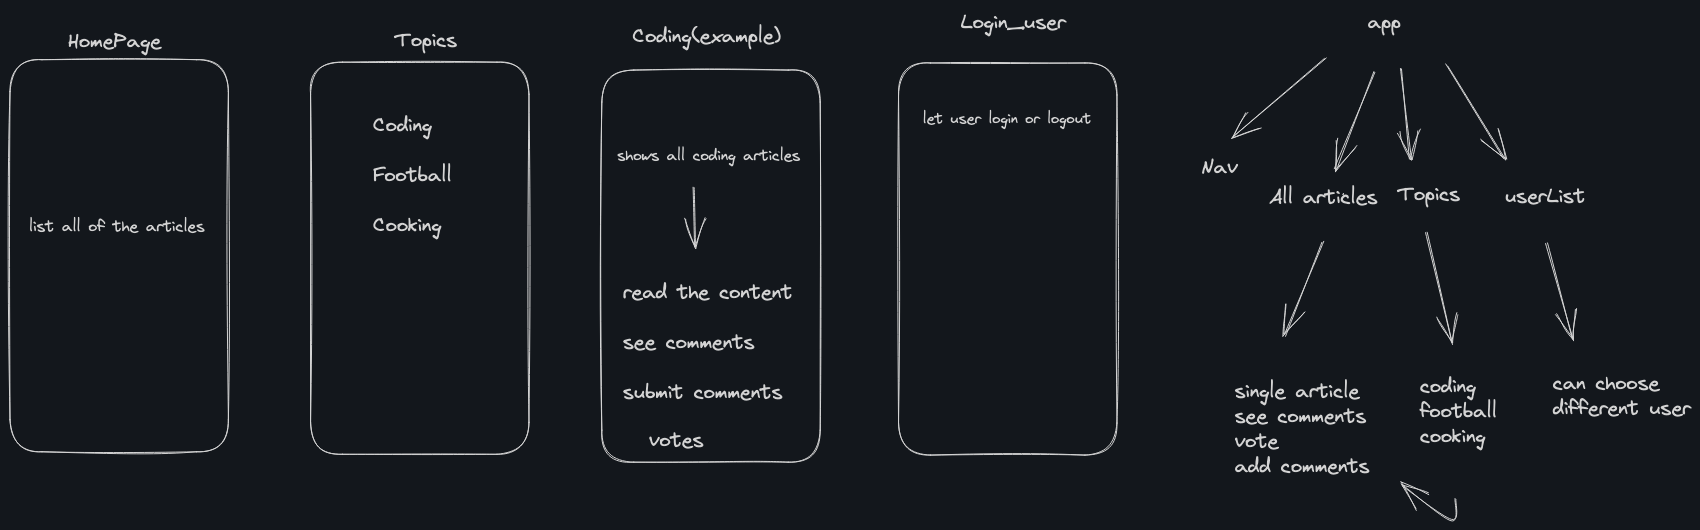 HomePage
list all of the articles
Topics
Coding
Football
Cooking
Coding(example)
shows all coding articles
read the content
see comments
submit comments
votes
Login_user
let user login or logout
app
Nav
All articles
Topics
userList
single article
see comments
vote
add comments
coding
football
cooking
can choose
different user